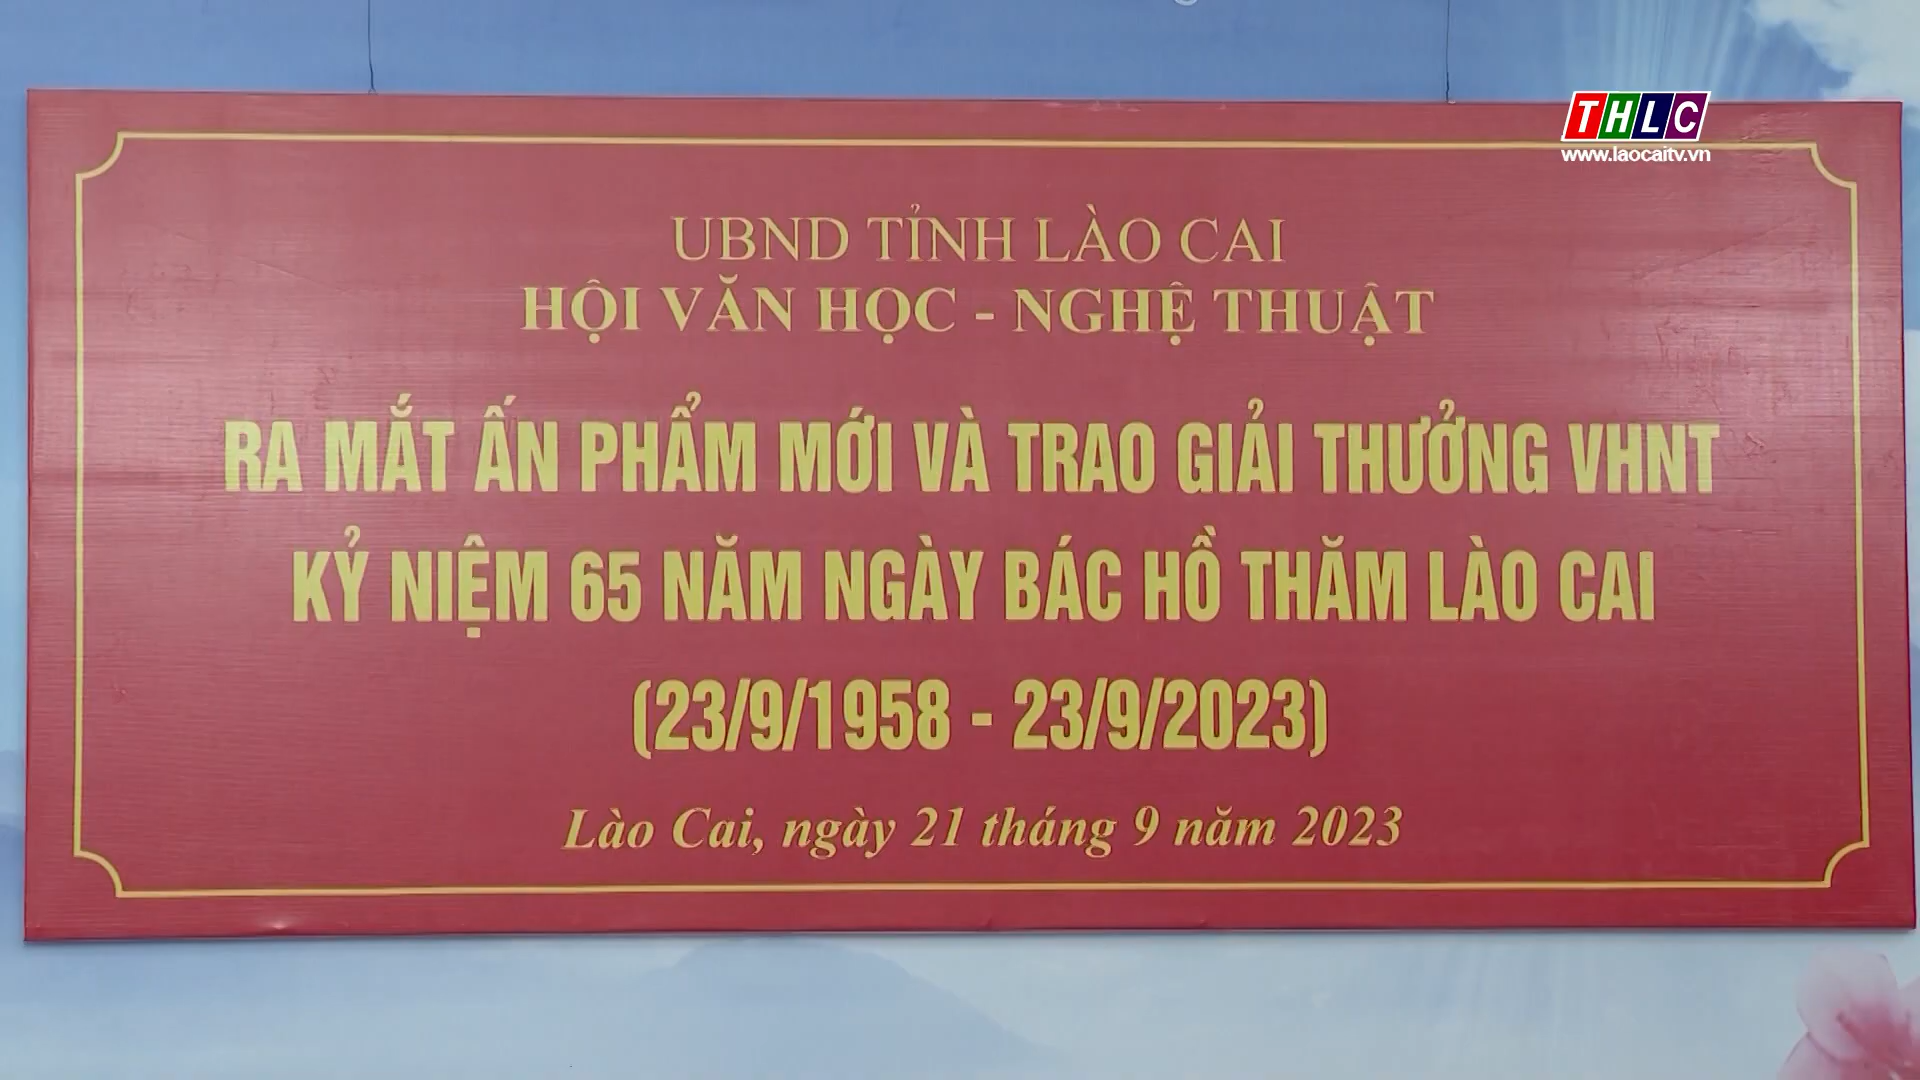 THLC
www.laocaitv.vn
UBND TỈNH LÀO CAI
HỘI VĂN HỌC - NGHỆ THUẬT
RA MẮT ẤN PHẨM MỚI VÀ TRAO GIẢI THƯỞNG VHNT
KỶ NIỆM 65 NĂM NGÀY BÁC HỒ THĂM LÀO CAI
(23/9/1958 - 23/9/2023)
Lào Cai, ngày 21 tháng 9 năm 2023